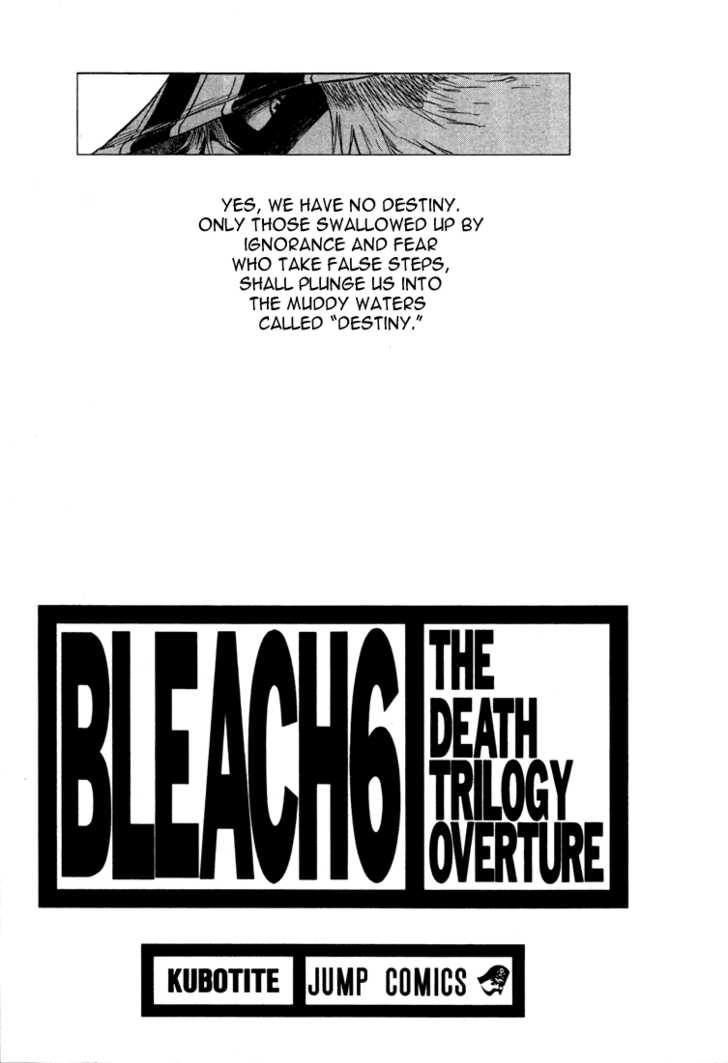 YES, WE HAVE NO DESTINY.
ONLY THOSE SWALLOWED UP BY
IGNORANCE AND FEAR
WHO TAKE FALSE STEPS,
SHALL PLUNGE US INTO
THE MUDDY WATERS
CALLED "DESTINY."
BLEACH6
THE
DEATH
TRILOGY
OVERTURE
KUBOTITE
JUMP COMICS